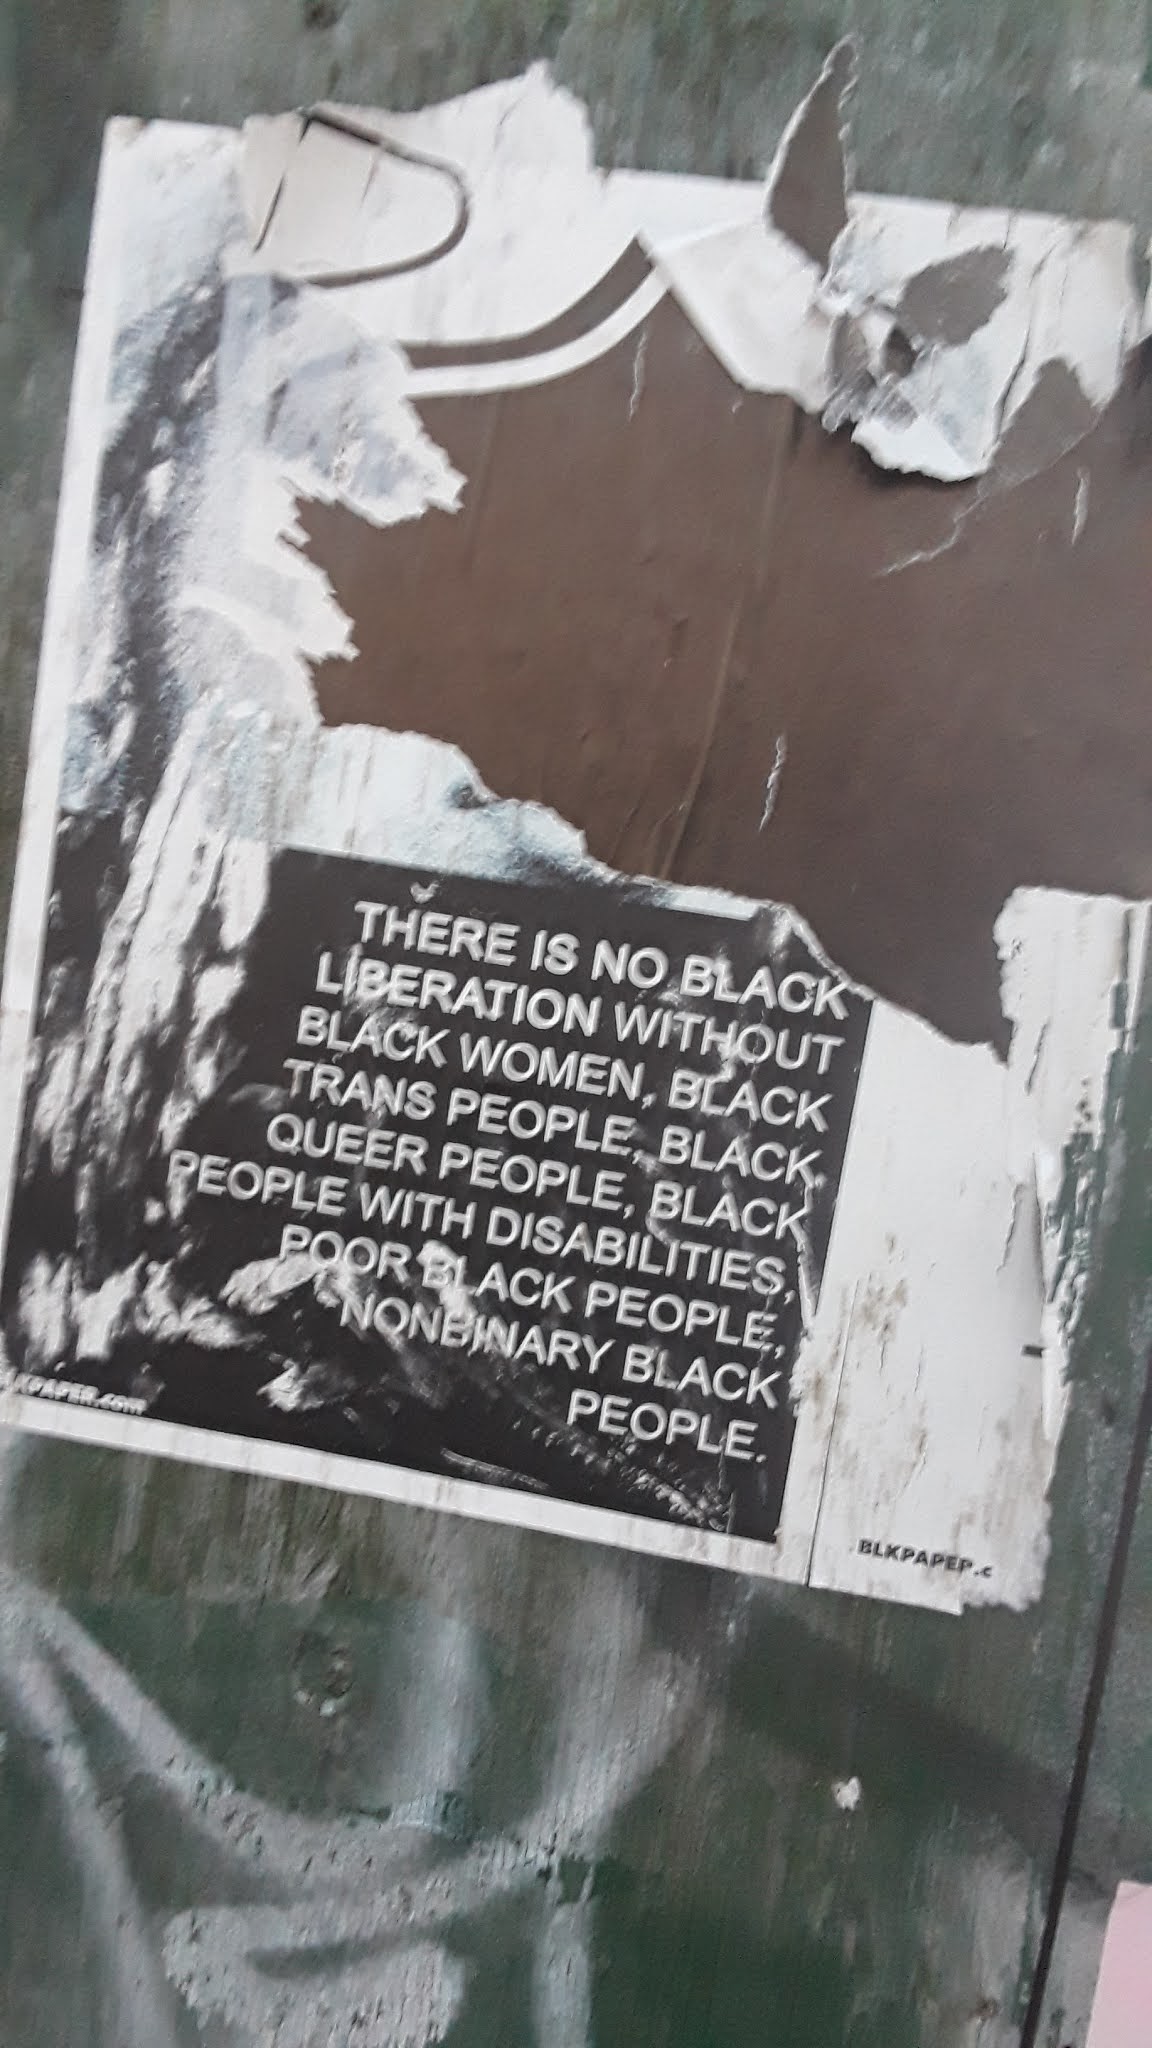 THERE IS NO BLACK
LIBERATION WITHOUT
BLACK WOMEN, BLACK
TRANS PEOPLE, BLACK
QUEER PEOPLE, BLACK
PEOPLE WITH DISABILITIES,
POOR BLACK PEOPLE,
NONBINARY BLACK
PEOPLE.
KPAPER.com
BLKPAPER.c